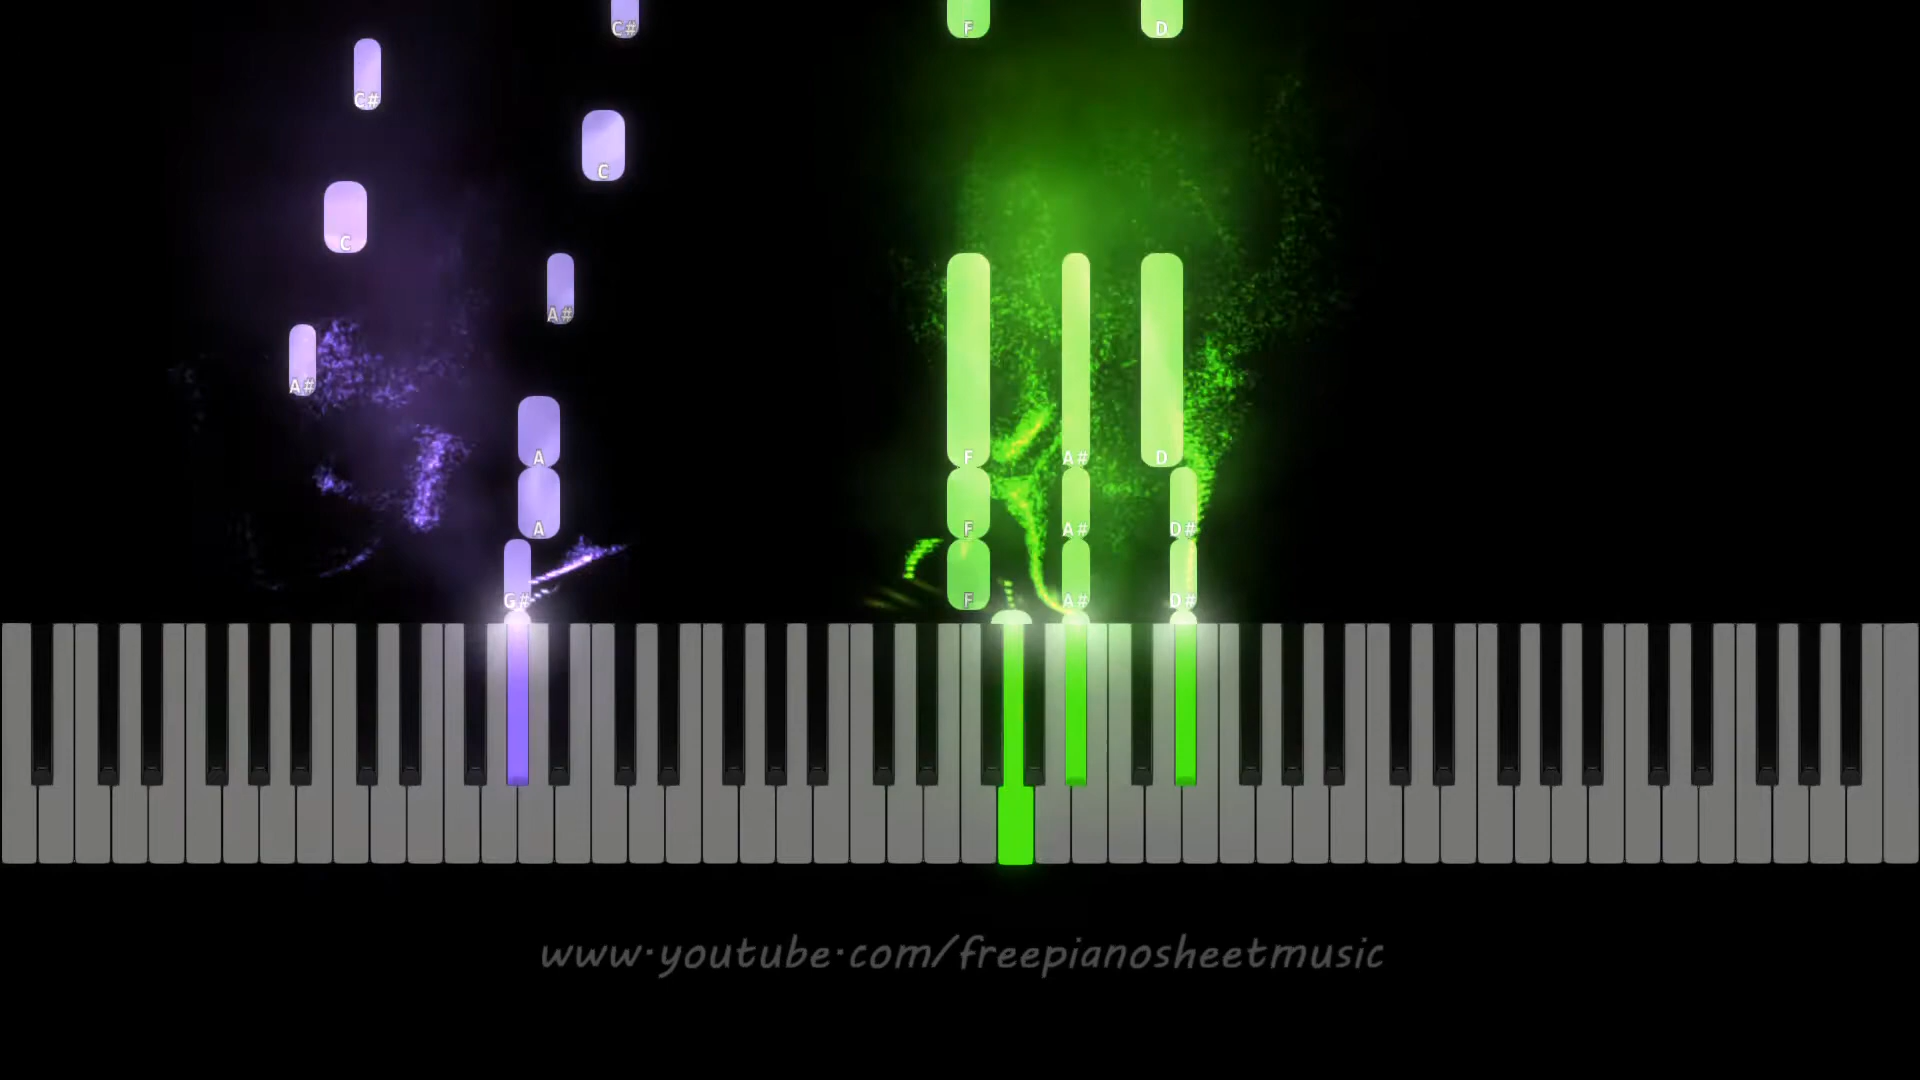 C# F D
C#
C
C
A#
A#
A F A# D
A F A# D#
G# F A# D#
www.youtube.com/freepianosheetmusic